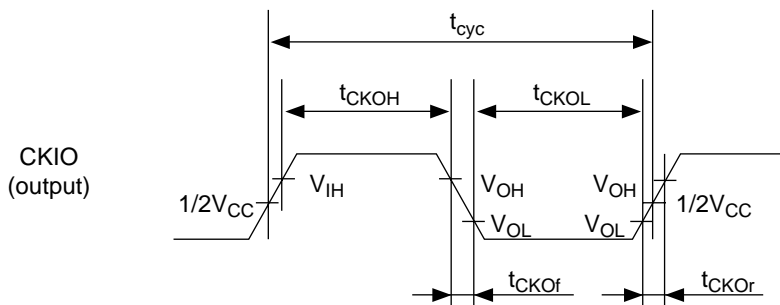 tcyc
tCKOH tCKOL
CKIO
(output)
VIH VOH VOH
1/2VCC 1/2VCC
VOL VOL
tCKOf tCKOr